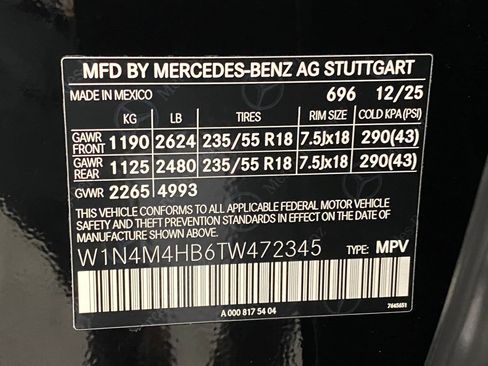 MFD BY MERCEDES-BENZ AG STUTTGART
MADE IN MEXICO 696 12/25
KG LB TIRES RIM SIZE COLD KPA (PSI)
GAWR FRONT 1190 2624 235/55 R18 7.5Jx18 290(43)
GAWR REAR 1125 2480 235/55 R18 7.5Jx18 290(43)
GVWR 2265 4993
THIS VEHICLE CONFORMS TO ALL APPLICABLE FEDERAL MOTOR VEHICLE
SAFETY AND THEFT PREVENTION STANDARDS IN EFFECT ON THE DATE OF
MANUFACTURE SHOWN ABOVE.
W1N4M4HB6TW472345 TYPE: MPV
A 000 817 54 04 7645651